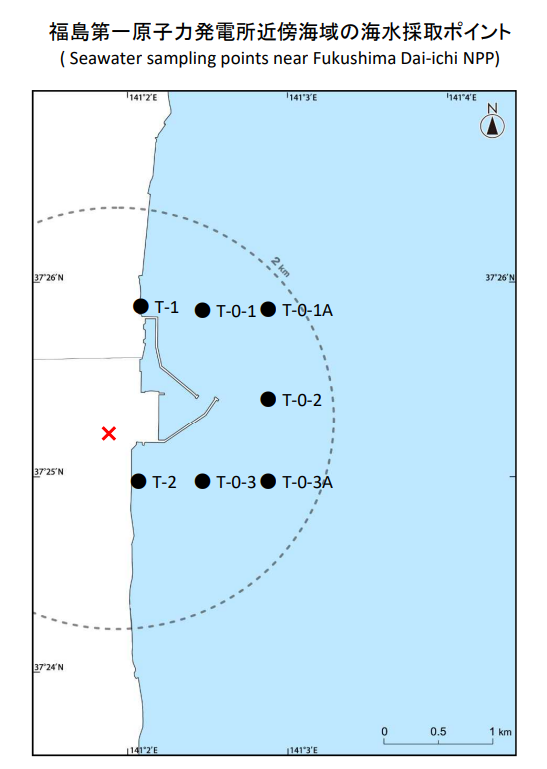 福島第一原子力発電所近傍海域の海水採取ポイント
( Seawater sampling points near Fukushima Dai-ichi NPP)
141°2′E
141°3′E
141°4′E
N
2 km
37°26′N
37°26′N
T-1
T-0-1
T-0-1A
T-0-2
37°25′N
T-2
T-0-3
T-0-3A
37°24′N
0 0.5 1 km
141°2′E
141°3′E